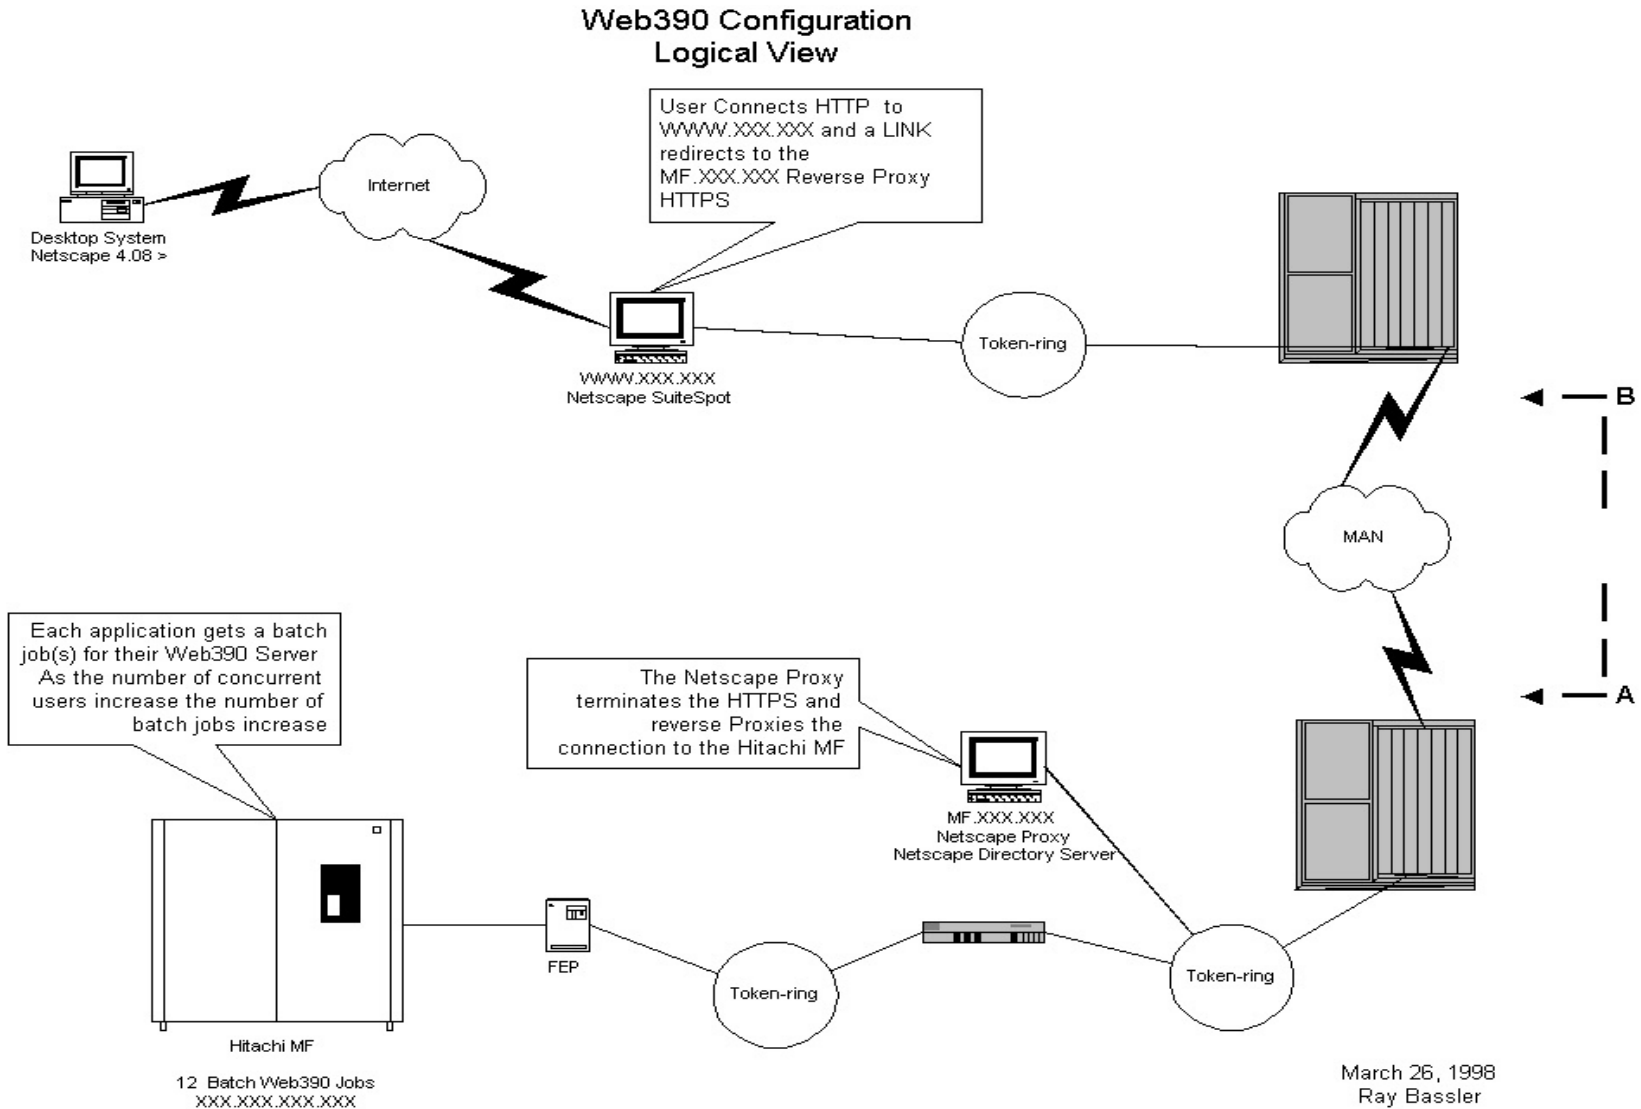 Web390 Configuration
Logical View
User Connects HTTP to
WWW.XXX.XXX and a LINK
redirects to the
MF.XXX.XXX Reverse Proxy
HTTPS
Internet
Desktop System
Netscape 4.08 >
Token-ring
WWW.XXX.XXX
Netscape SuiteSpot
B
MAN
Each application gets a batch
job(s) for their Web390 Server
As the number of concurrent
users increase the number of
batch jobs increase
The Netscape Proxy
terminates the HTTPS and
reverse Proxies the
connection to the Hitachi MF
A
MF.XXX.XXX
Netscape Proxy
Netscape Directory Server
FEP
Token-ring
Token-ring
Hitachi MF
12 Batch Web390 Jobs
XXX.XXX.XXX.XXX
March 26, 1998
Ray Bassler